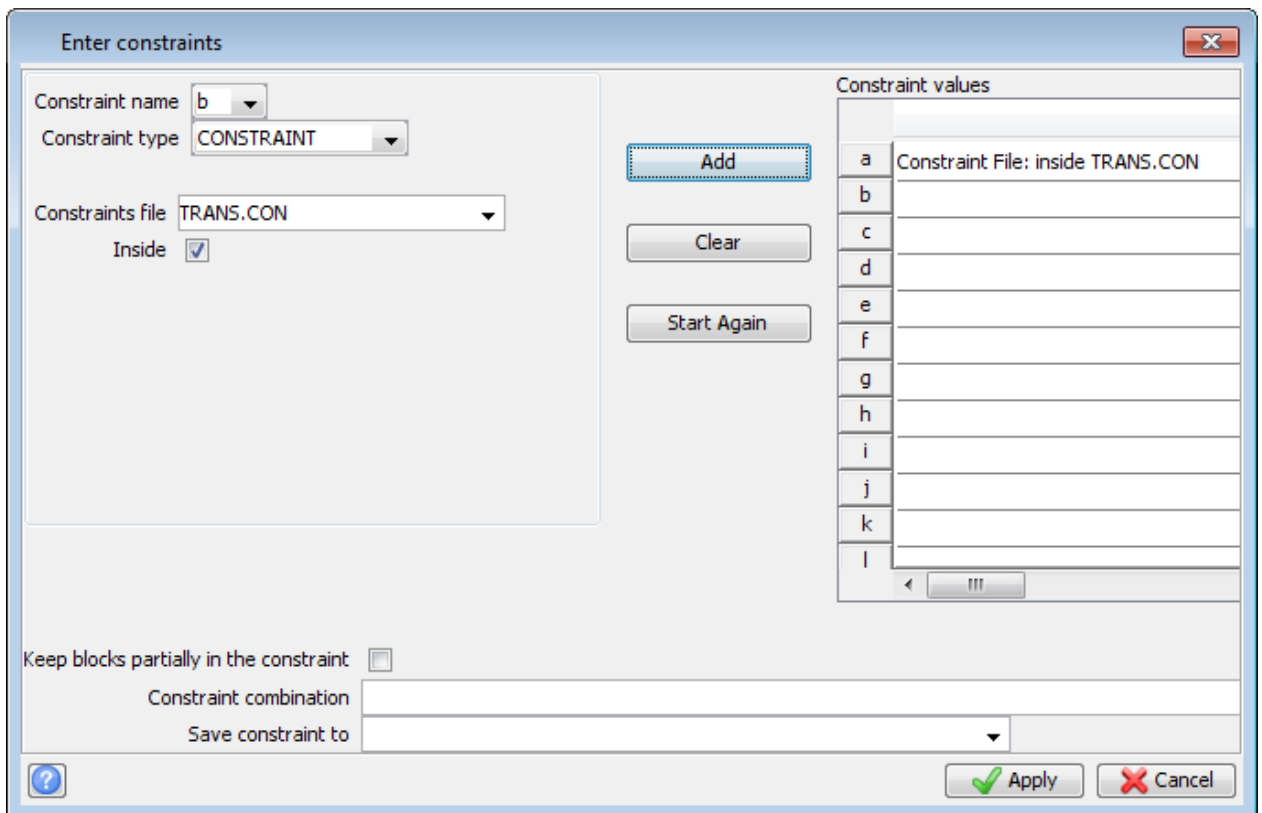 Enter constraints
Constraint name b
Constraint type CONSTRAINT
Constraints file TRANS.CON
Inside
Add
Clear
Start Again
Constraint values
a Constraint File: inside TRANS.CON
b
c
d
e
f
g
h
i
j
k
l
Keep blocks partially in the constraint
Constraint combination
Save constraint to
? Apply Cancel